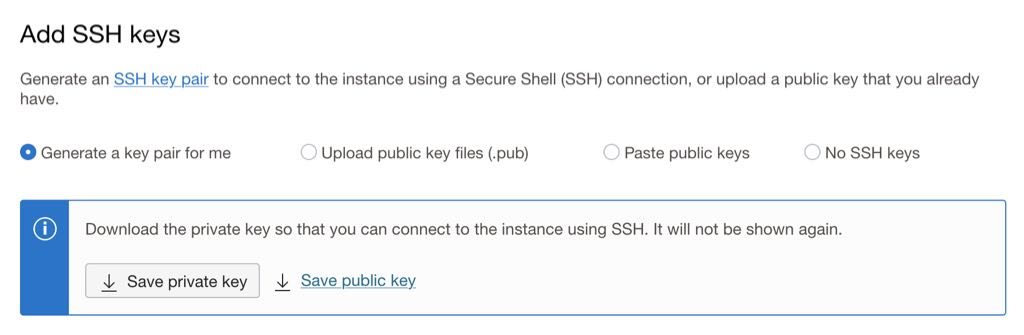 Add SSH keys
Generate an SSH key pair to connect to the instance using a Secure Shell (SSH) connection, or upload a public key that you already
have.
Generate a key pair for me Upload public key files (.pub) Paste public keys No SSH keys
Download the private key so that you can connect to the instance using SSH. It will not be shown again.
Save private key Save public key